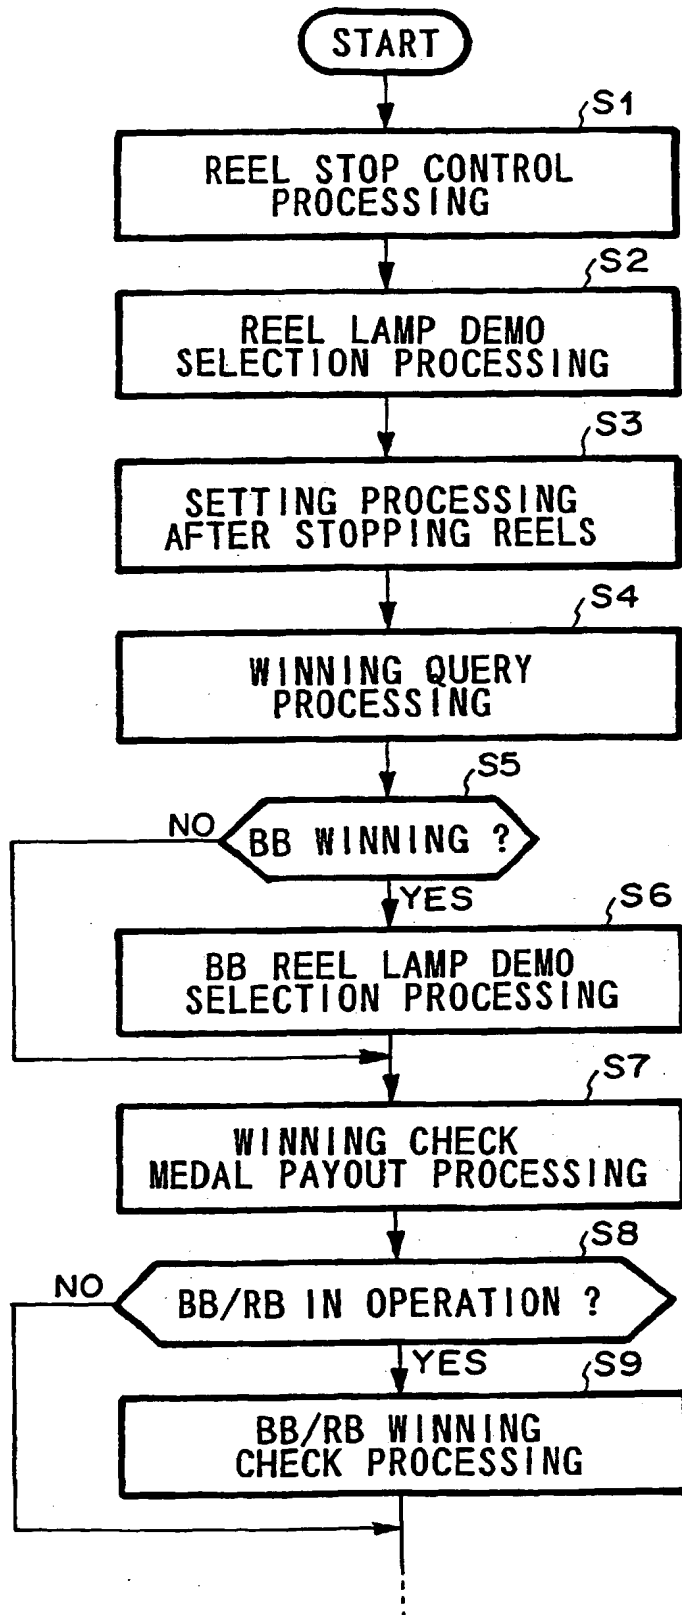 START
S1
REEL STOP CONTROL
PROCESSING
S2
REEL LAMP DEMO
SELECTION PROCESSING
S3
SETTING PROCESSING
AFTER STOPPING REELS
S4
WINNING QUERY
PROCESSING
S5
NO
BB WINNING ?
YES
S6
BB REEL LAMP DEMO
SELECTION PROCESSING
S7
WINNING CHECK
MEDAL PAYOUT PROCESSING
S8
NO
BB/RB IN OPERATION ?
YES
S9
BB/RB WINNING
CHECK PROCESSING